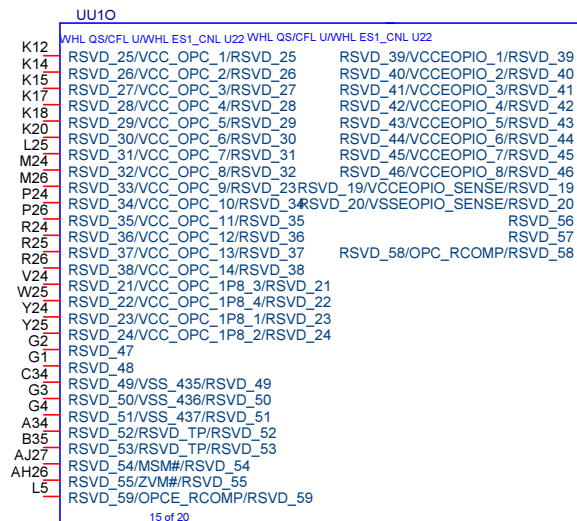 UU1O
WHL QS/CFL U/WHL ES1_CNL U22 WHL QS/CFL U/WHL ES1_CNL U22
K12 RSVD_25/VCC_OPC_1/RSVD_25 RSVD_39/VCCEOPIO_1/RSVD_39
K14 RSVD_26/VCC_OPC_2/RSVD_26 RSVD_40/VCCEOPIO_2/RSVD_40
K15 RSVD_27/VCC_OPC_3/RSVD_27 RSVD_41/VCCEOPIO_3/RSVD_41
K17 RSVD_28/VCC_OPC_4/RSVD_28 RSVD_42/VCCEOPIO_4/RSVD_42
K18 RSVD_29/VCC_OPC_5/RSVD_29 RSVD_43/VCCEOPIO_5/RSVD_43
K20 RSVD_30/VCC_OPC_6/RSVD_30 RSVD_44/VCCEOPIO_6/RSVD_44
L25 RSVD_31/VCC_OPC_7/RSVD_31 RSVD_45/VCCEOPIO_7/RSVD_45
M24 RSVD_32/VCC_OPC_8/RSVD_32 RSVD_46/VCCEOPIO_8/RSVD_46
M26 RSVD_33/VCC_OPC_9/RSVD_23 RSVD_19/VCCEOPIO_SENSE/RSVD_19
P24 RSVD_34/VCC_OPC_10/RSVD_34 RSVD_20/VSSEOPIO_SENSE/RSVD_20
P26 RSVD_35/VCC_OPC_11/RSVD_35 RSVD_56
R24 RSVD_36/VCC_OPC_12/RSVD_36 RSVD_57
R25 RSVD_37/VCC_OPC_13/RSVD_37 RSVD_58/OPC_RCOMP/RSVD_58
R26 RSVD_38/VCC_OPC_14/RSVD_38
V24 RSVD_21/VCC_OPC_1P8_3/RSVD_21
W25 RSVD_22/VCC_OPC_1P8_4/RSVD_22
Y24 RSVD_23/VCC_OPC_1P8_1/RSVD_23
Y25 RSVD_24/VCC_OPC_1P8_2/RSVD_24
G2 RSVD_47
G1 RSVD_48
C34 RSVD_49/VSS_435/RSVD_49
G3 RSVD_50/VSS_436/RSVD_50
G4 RSVD_51/VSS_437/RSVD_51
A34 RSVD_52/RSVD_TP/RSVD_52
B35 RSVD_53/RSVD_TP/RSVD_53
AJ27 RSVD_54/MSM#/RSVD_54
AH26 RSVD_55/ZVM#/RSVD_55
L5 RSVD_59/OPCE_RCOMP/RSVD_59
15 of 20